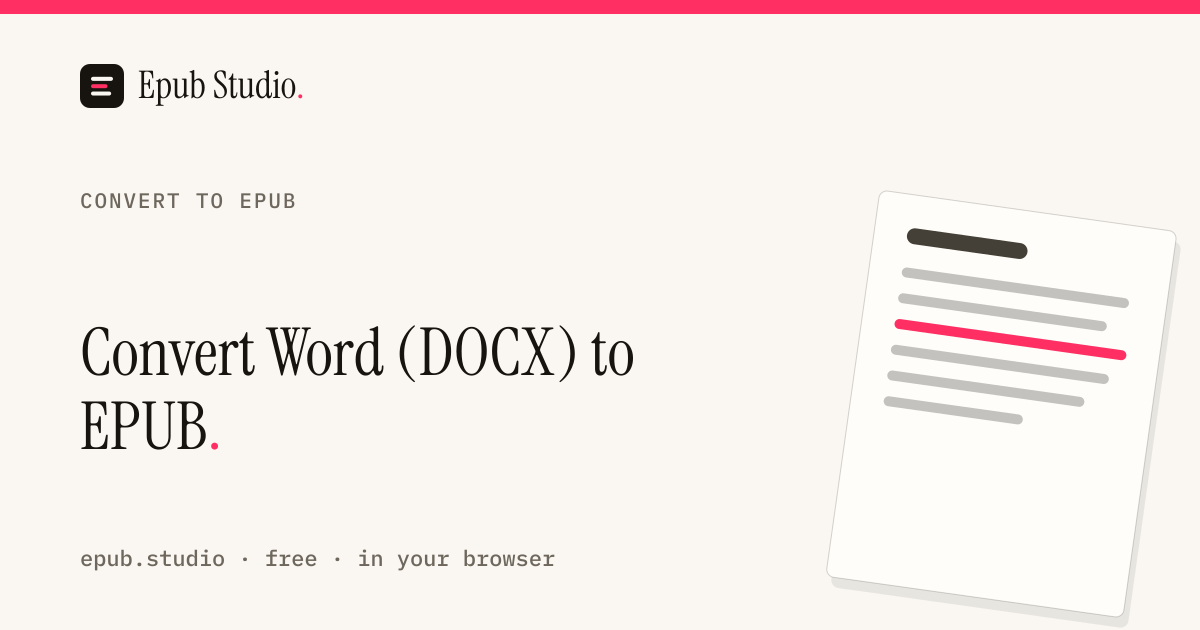 Epub Studio.
CONVERT TO EPUB
Convert Word (DOCX) to
EPUB.
epub.studio · free · in your browser